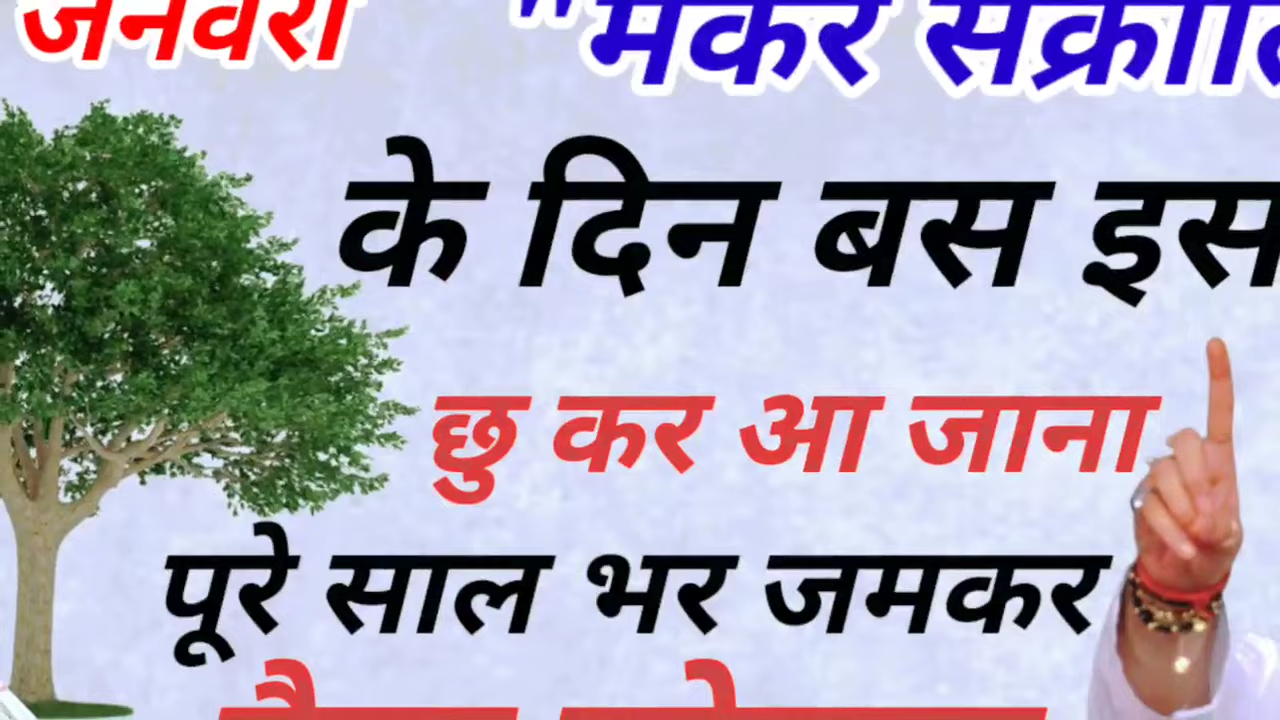 जनवरी "मकर संक्रांति
के दिन बस इस
छु कर आ जाना
पूरे साल भर जमकर